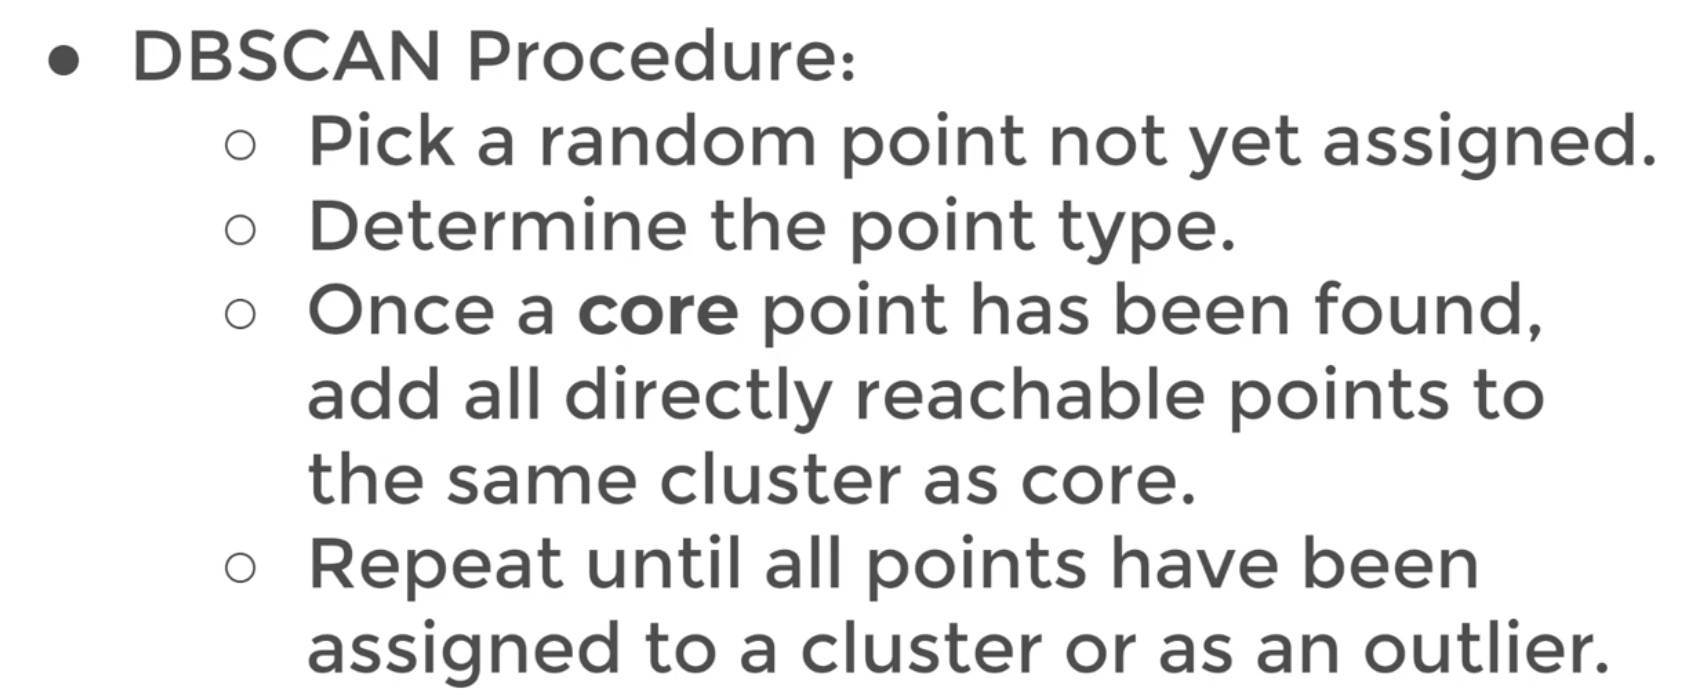 ● DBSCAN Procedure:
○ Pick a random point not yet assigned.
○ Determine the point type.
○ Once a core point has been found,
add all directly reachable points to
the same cluster as core.
○ Repeat until all points have been
assigned to a cluster or as an outlier.